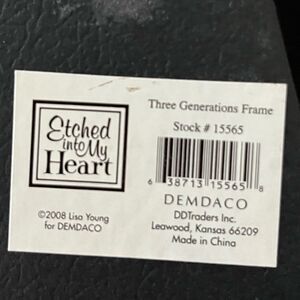 Etched
into My
Heart
©2008 Lisa Young
for DEMDACO
Three Generations Frame
Stock # 15565
6 38713 15565 8
DEMDACO
DDTraders Inc.
Leawood, Kansas 66209
Made in China